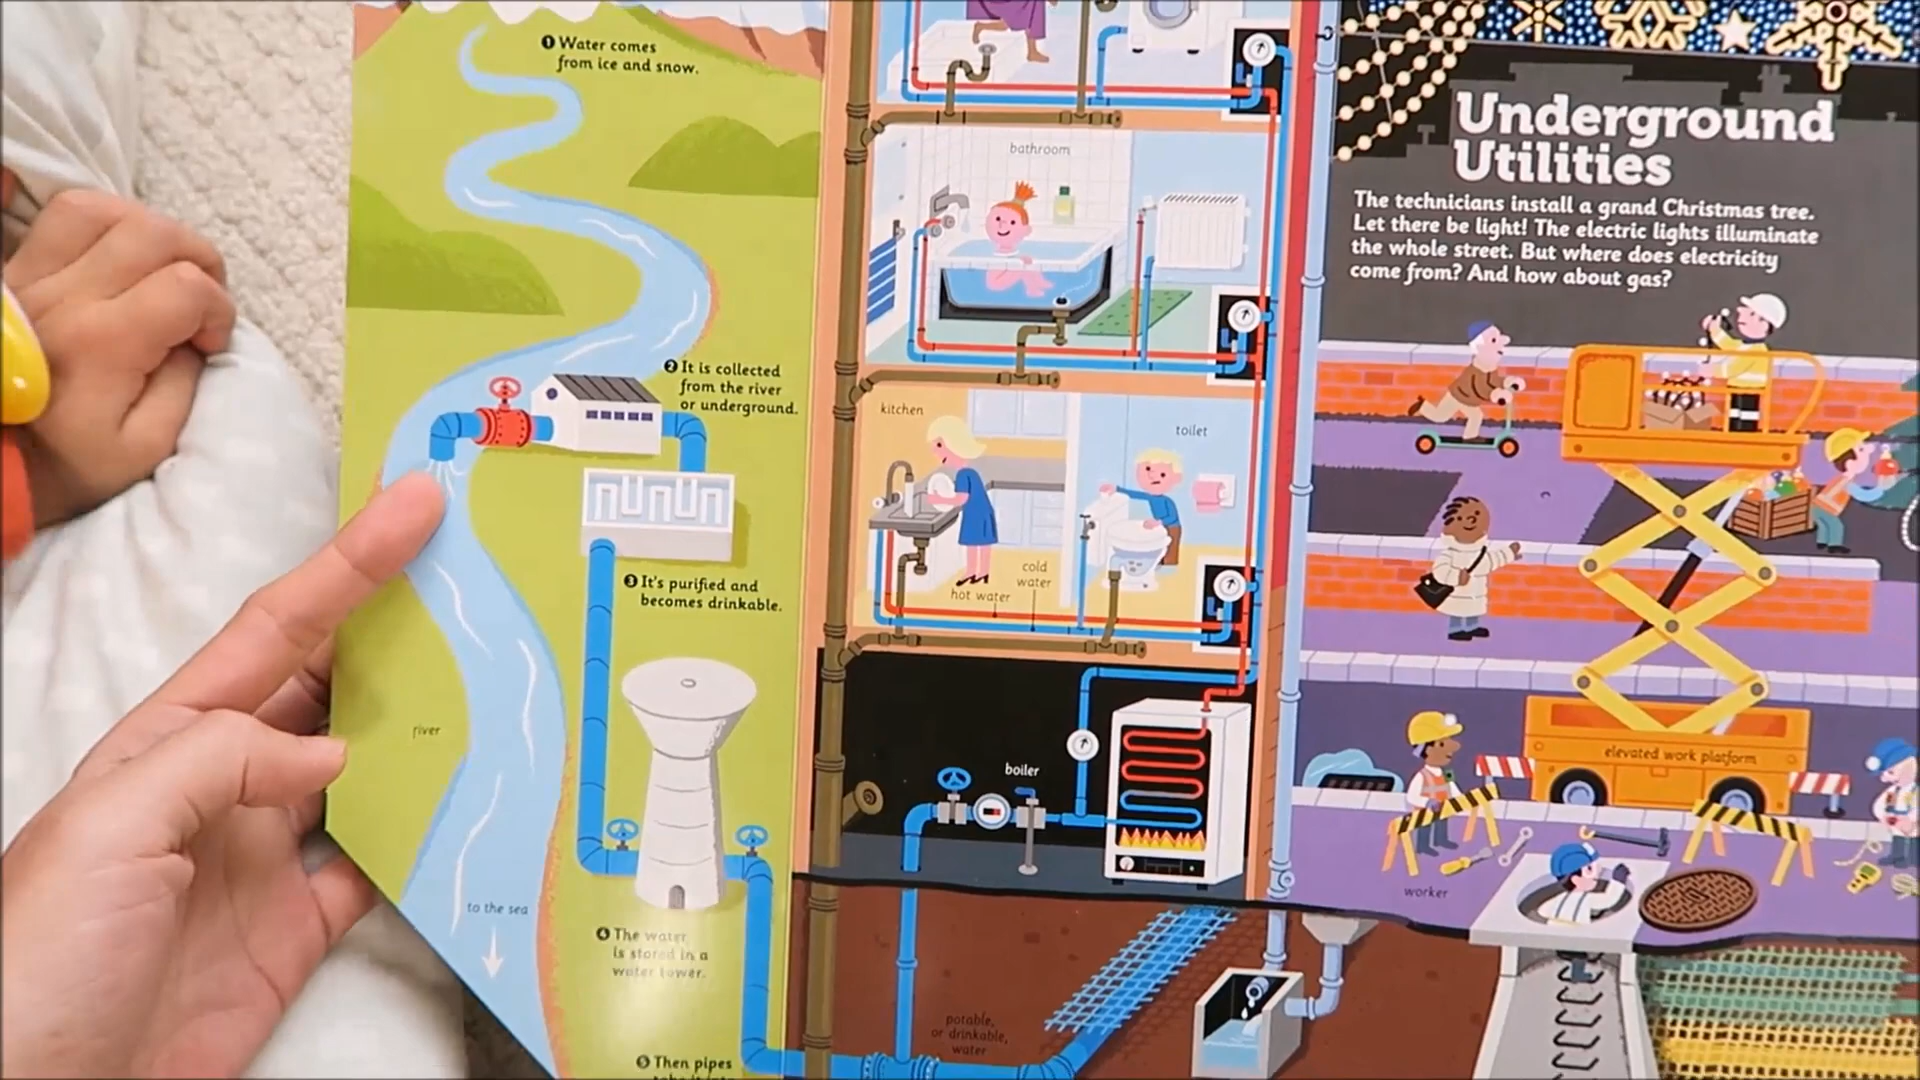 ❶ Water comes
from ice and snow.
❷ It is collected
from the river
or underground.
❸ It's purified and
becomes drinkable.
river
to the sea
❹ The water
is stored in a
water tower.
❺ Then pipes
bathroom
kitchen
toilet
cold
water
hot water
boiler
potable,
or drinkable,
water
Underground
Utilities
The technicians install a grand Christmas tree.
Let there be light! The electric lights illuminate
the whole street. But where does electricity
come from? And how about gas?
elevated work platform
worker